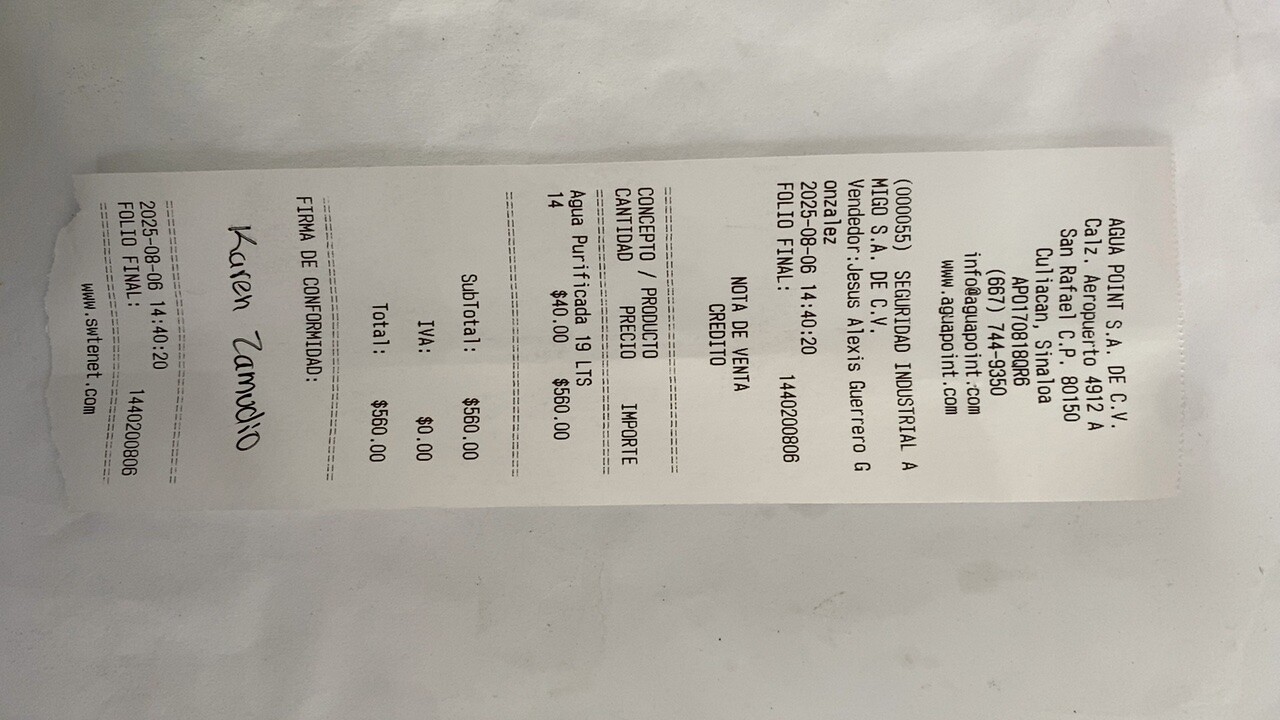 AGUA POINT S.A. DE C.V.
Calz. Aeropuerto 4912 A
San Rafael C.P. 80150
Culiacan, Sinaloa
APO170818QR6
(667) 744-9350
info@aguapoint.com
www.aguapoint.com
(000055) SEGURIDAD INDUSTRIAL A
MIGO S.A. DE C.V.
Vendedor:Jesus Alexis Guerrero G
onzalez
2025-08-06 14:40:20
FOLIO FINAL: 1440200806
NOTA DE VENTA
CREDITO
--------------------------------
CONCEPTO / PRODUCTO
CANTIDAD PRECIO IMPORTE
--------------------------------
Agua Purificada 19 LTS
14 $40.00 $560.00
--------------------------------
SubTotal: $560.00
IVA: $0.00
Total: $560.00
--------------------------------
FIRMA DE CONFORMIDAD:
Karen Zamudio
--------------------------------
2025-08-06 14:40:20
FOLIO FINAL: 1440200806
--------------------------------
www.swtenet.com